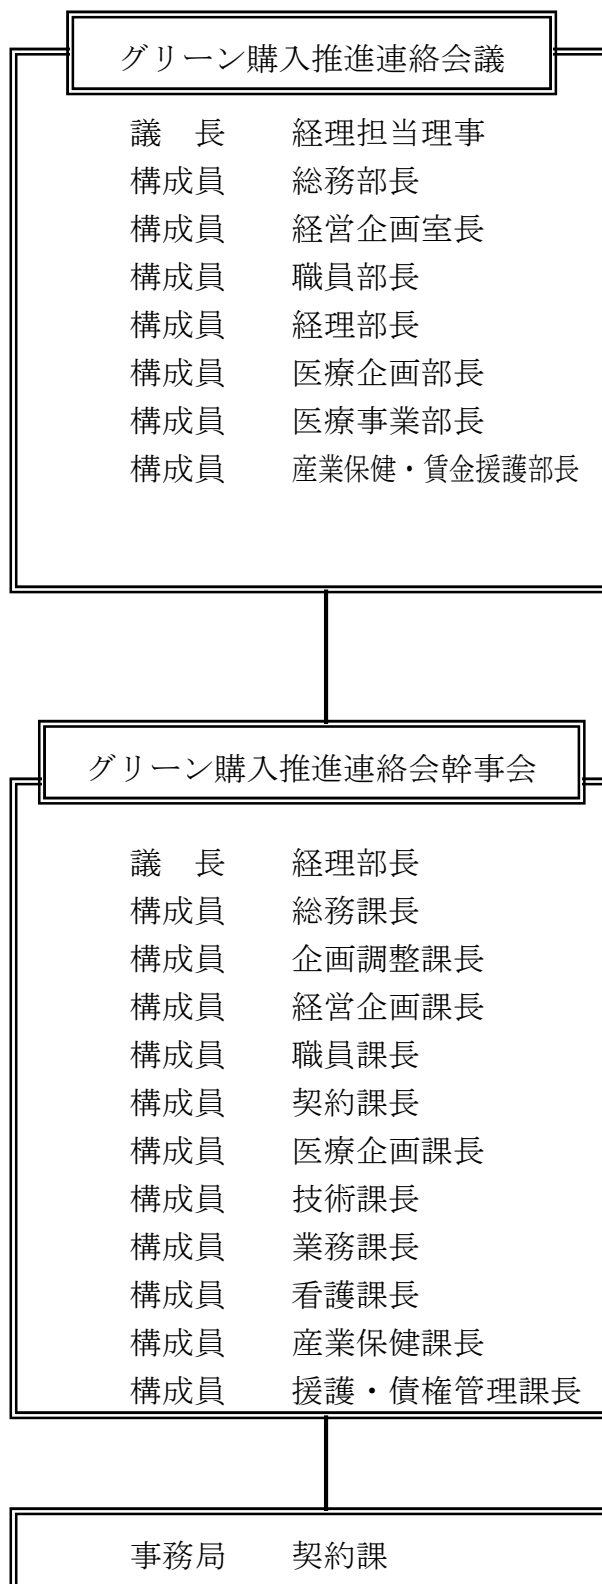 グリーン購入推進連絡会議
議　長　　経理担当理事
構成員　　総務部長
構成員　　経営企画室長
構成員　　職員部長
構成員　　経理部長
構成員　　医療企画部長
構成員　　医療事業部長
構成員　　産業保健・賃金援護部長
グリーン購入推進連絡会幹事会
議　長　　経理部長
構成員　　総務課長
構成員　　企画調整課長
構成員　　経営企画課長
構成員　　職員課長
構成員　　契約課長
構成員　　医療企画課長
構成員　　技術課長
構成員　　業務課長
構成員　　看護課長
構成員　　産業保健課長
構成員　　援護・債権管理課長
事務局　　契約課